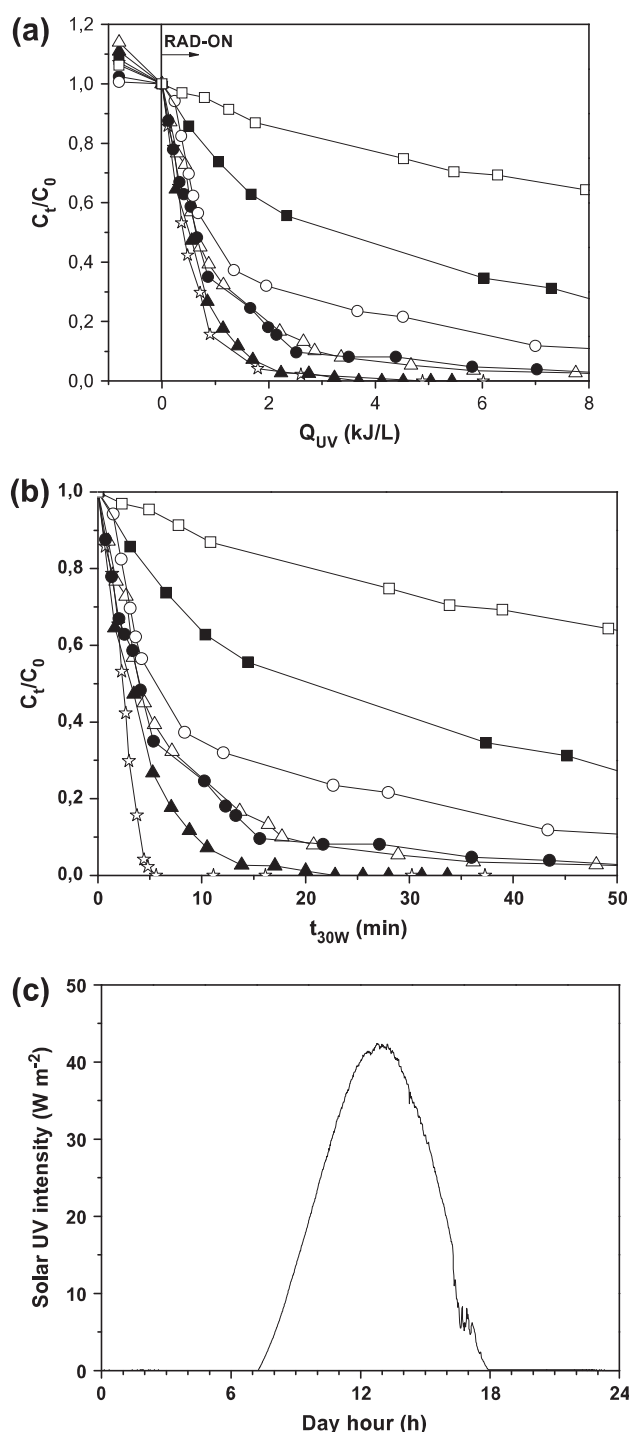 (a)
1,2
RAD-ON
1,0
0,8
0,6
0,4
0,2
0,0
C_t/C_0
0 2 4 6 8
Q_UV (kJ/L)
(b)
1,0
0,8
0,6
0,4
0,2
0,0
C_t/C_0
0 10 20 30 40 50
t_30W (min)
(c)
50
40
30
20
10
0
Solar UV intensity (W m⁻²)
0 6 12 18 24
Day hour (h)